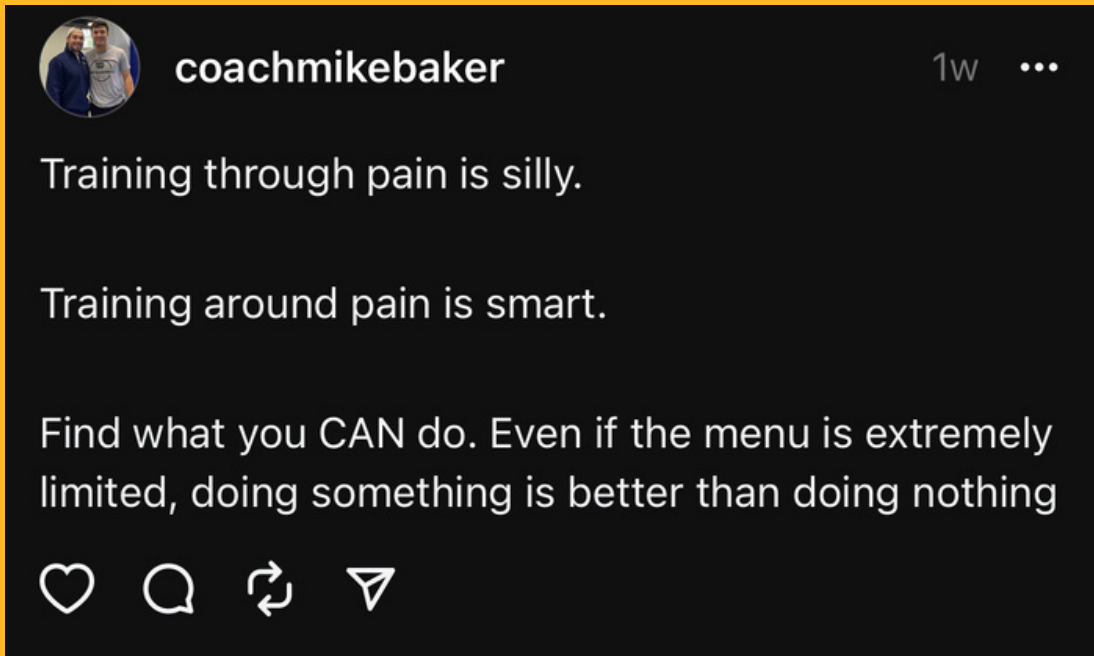 coachmikebaker
1w
Training through pain is silly.
Training around pain is smart.
Find what you CAN do. Even if the menu is extremely
limited, doing something is better than doing nothing